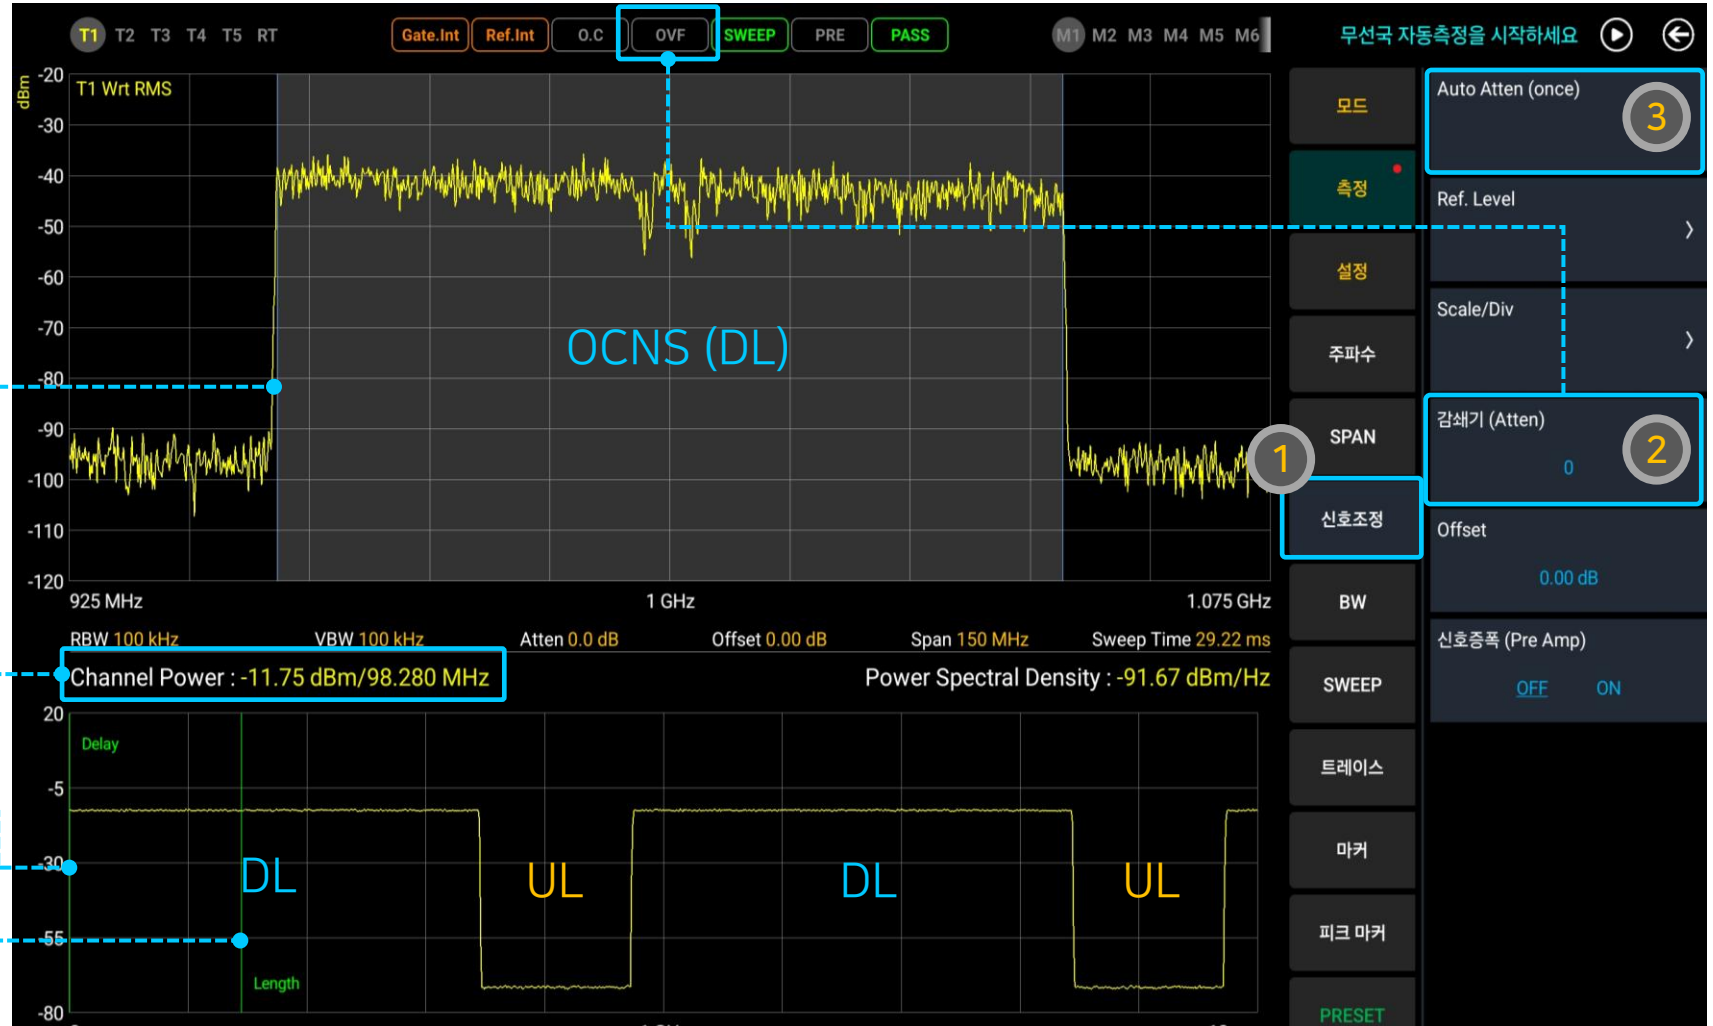 T1 T2 T3 T4 T5 RT
Gate.Int Ref.Int O.C OVF SWEEP PRE PASS
M1 M2 M3 M4 M5 M6
무선국 자동측정을 시작하세요
dBm
T1 Wrt RMS
-20
-30
-40
-50
-60
-70
-80
-90
-100
-110
-120
OCNS (DL)
925 MHz 1 GHz 1.075 GHz
RBW 100 kHz VBW 100 kHz Atten 0.0 dB Offset 0.00 dB Span 150 MHz Sweep Time 29.22 ms
Channel Power : -11.75 dBm/98.280 MHz Power Spectral Density : -91.67 dBm/Hz
20
-5
-30
-55
-80
Delay
DL UL DL UL
Length
모드
측정
설정
주파수
SPAN
1
신호조정
BW
SWEEP
트레이스
마커
피크 마커
PRESET
Auto Atten (once)
3
Ref. Level
Scale/Div
감쇄기 (Atten)
0
2
Offset
0.00 dB
신호증폭 (Pre Amp)
OFF ON